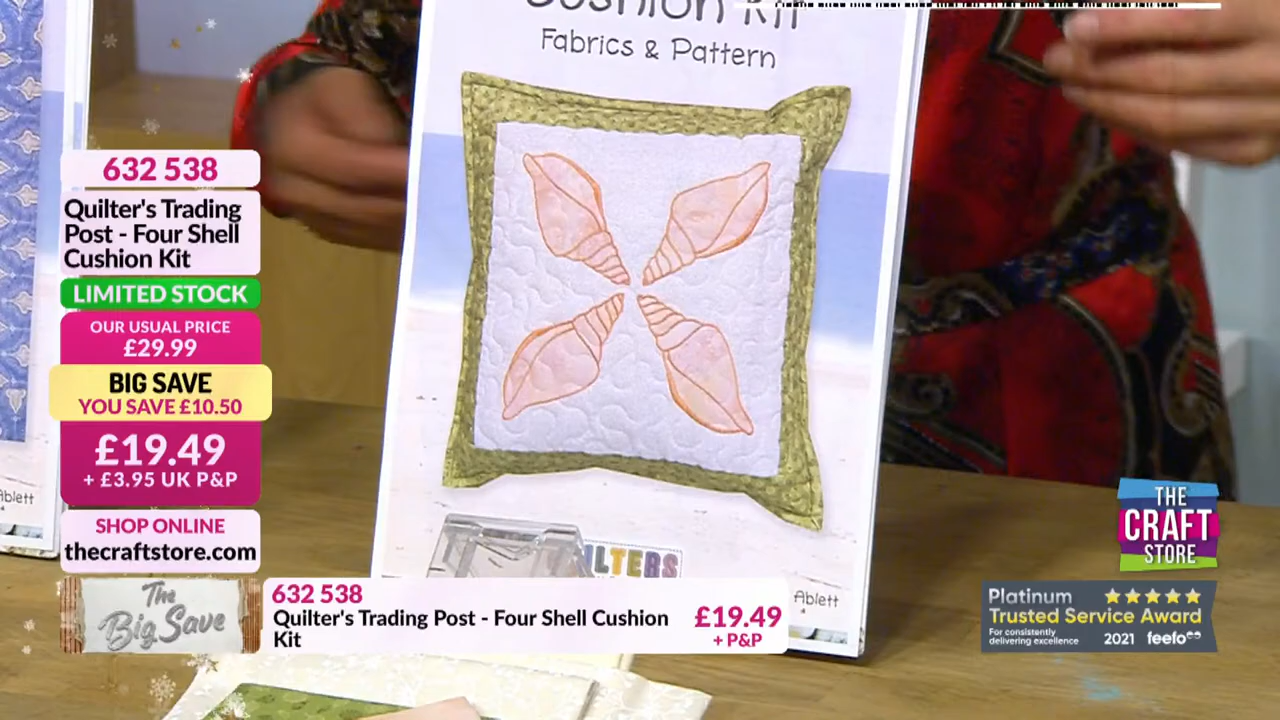 Cushion Kit
Fabrics & Pattern
632 538
Quilter's Trading
Post - Four Shell
Cushion Kit
LIMITED STOCK
OUR USUAL PRICE
£29.99
BIG SAVE
YOU SAVE £10.50
£19.49
+ £3.95 UK P&P
SHOP ONLINE
thecraftstore.com
The
Big Save
632 538
Quilter's Trading Post - Four Shell Cushion
Kit
£19.49
+ P&P
Ablett
Ablett
THE
CRAFT
STORE
Platinum
Trusted Service Award
For consistently
delivering excellence
2021 feefo